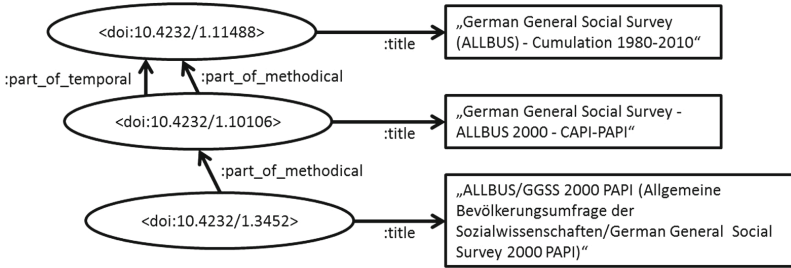 <doi:10.4232/1.11488>
:title
„German General Social Survey
(ALLBUS) - Cumulation 1980-2010“
:part_of_temporal
:part_of_methodical
<doi:10.4232/1.10106>
:title
„German General Social Survey -
ALLBUS 2000 - CAPI-PAPI“
:part_of_methodical
<doi:10.4232/1.3452>
:title
„ALLBUS/GGSS 2000 PAPI (Allgemeine
Bevölkerungsumfrage der
Sozialwissenschaften/German General Social
Survey 2000 PAPI)“